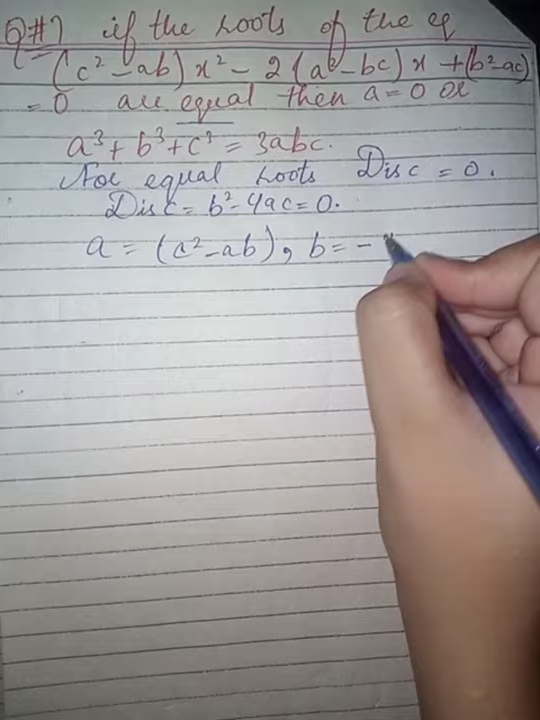 Q#7 if the roots of the eq
(c²-ab)x² - 2(a²-bc)x + (b²-ac)
= 0 are equal then a=0 or
a³+b³+c³ = 3abc.
For equal roots Disc = 0.
Disc = b²-4ac=0.
a = (c²-ab), b = -